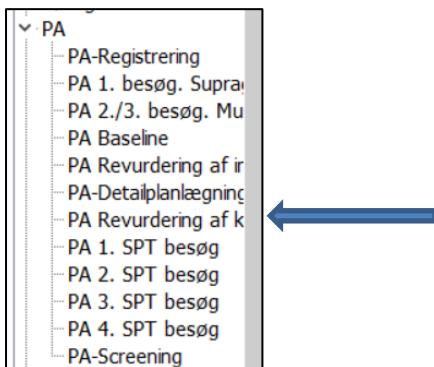 PA
PA-Registrering
PA 1. besøg. Supra
PA 2./3. besøg. Mu
PA Baseline
PA Revurdering af ir
PA-Detailplanlægning
PA Revurdering af k
PA 1. SPT besøg
PA 2. SPT besøg
PA 3. SPT besøg
PA 4. SPT besøg
PA-Screening